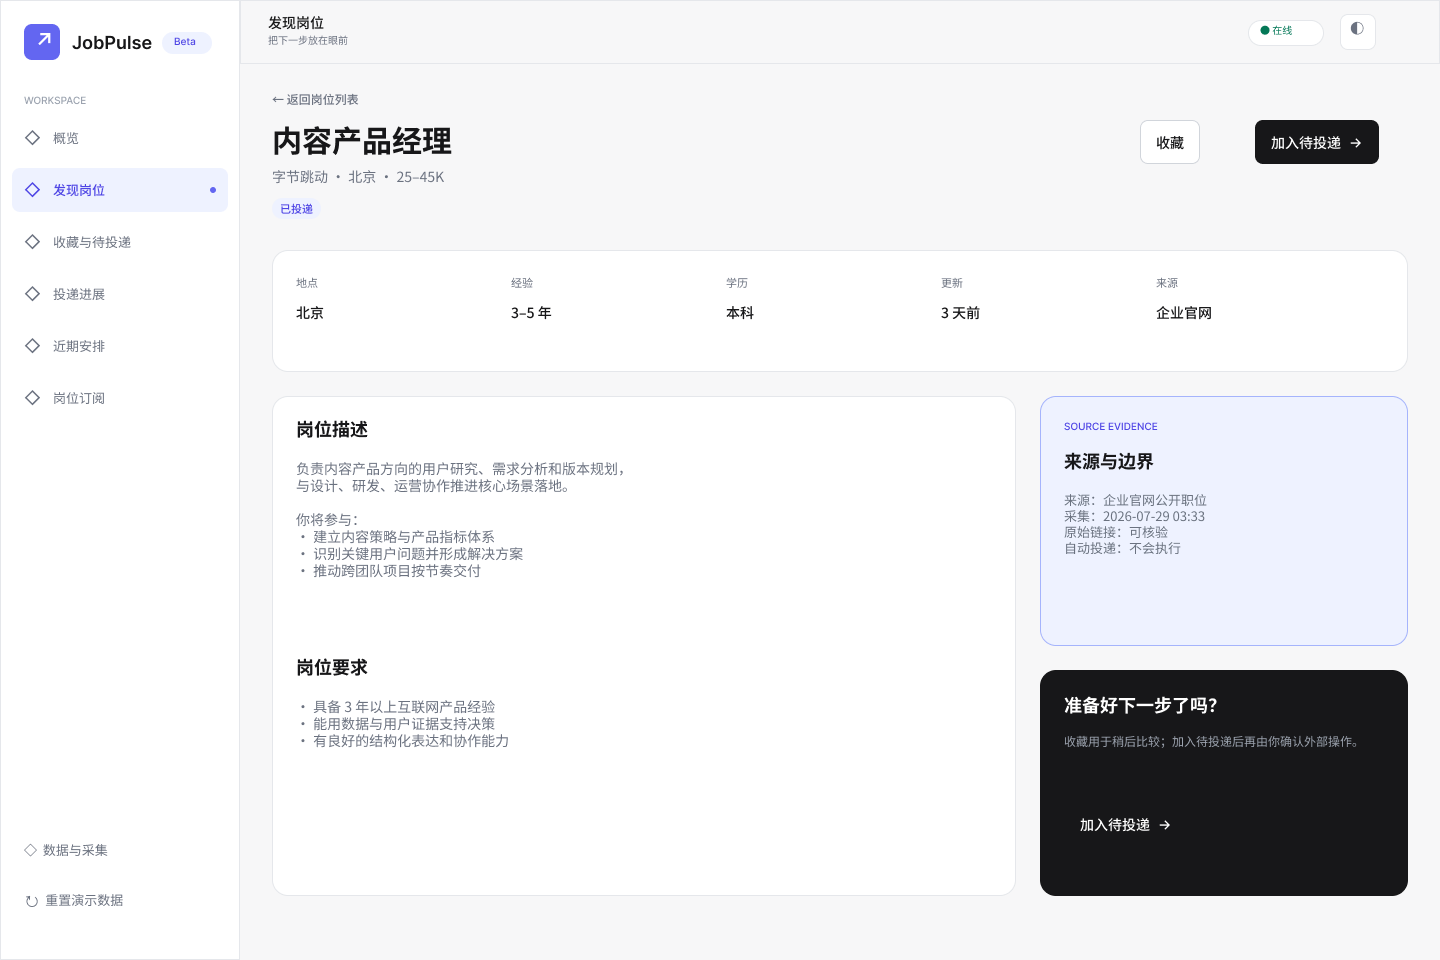 JobPulse Beta
WORKSPACE
概览
发现岗位
收藏与待投递
投递进展
近期安排
岗位订阅
数据与采集
重置演示数据
发现岗位
把下一步放在眼前
在线
← 返回岗位列表
内容产品经理
字节跳动 · 北京 · 25–45K
已投递
收藏
加入待投递 →
地点
北京
经验
3–5 年
学历
本科
更新
3 天前
来源
企业官网
岗位描述
负责内容产品方向的用户研究、需求分析和版本规划，
与设计、研发、运营协作推进核心场景落地。
你将参与：
· 建立内容策略与产品指标体系
· 识别关键用户问题并形成解决方案
· 推动跨团队项目按节奏交付
岗位要求
· 具备 3 年以上互联网产品经验
· 能用数据与用户证据支持决策
· 有良好的结构化表达和协作能力
SOURCE EVIDENCE
来源与边界
来源：企业官网公开职位
采集：2026-07-29 03:33
原始链接：可核验
自动投递：不会执行
准备好下一步了吗？
收藏用于稍后比较；加入待投递后再由你确认外部操作。
加入待投递 →